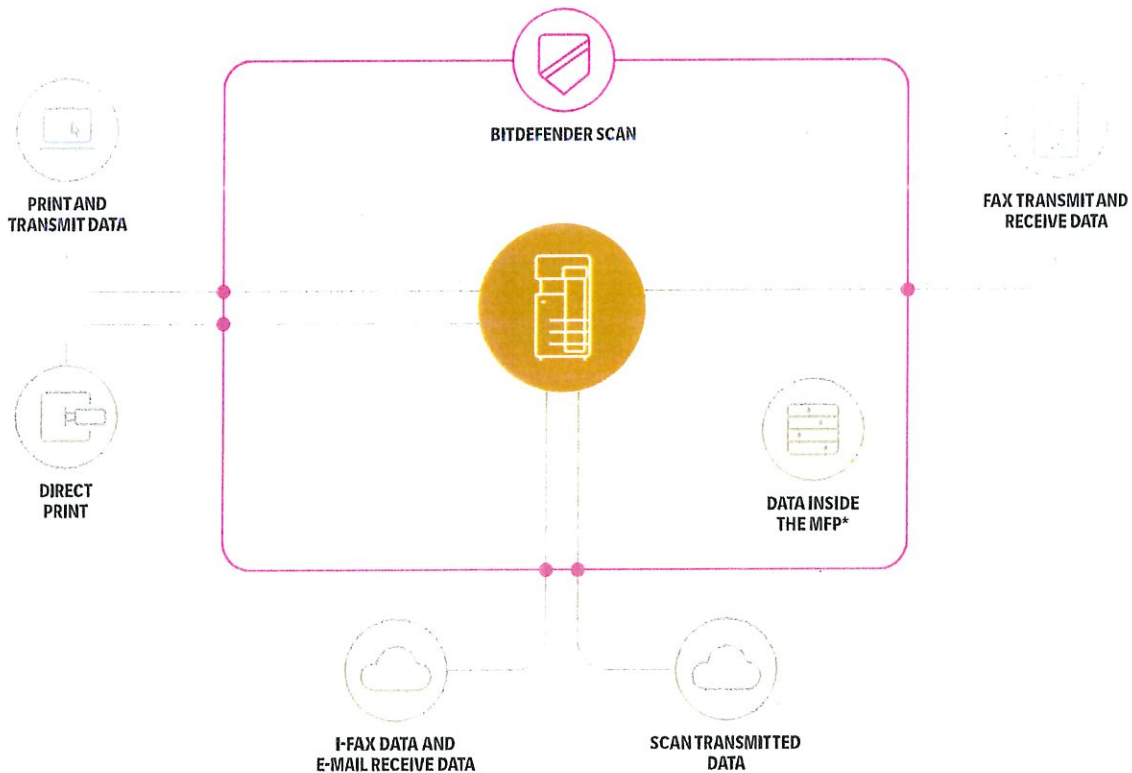 BITDEFENDER SCAN
PRINT AND
TRANSMIT DATA
FAX TRANSMIT AND
RECEIVE DATA
DIRECT
PRINT
DATA INSIDE
THE MFP*
I-FAX DATA AND
E-MAIL RECEIVE DATA
SCAN TRANSMITTED
DATA